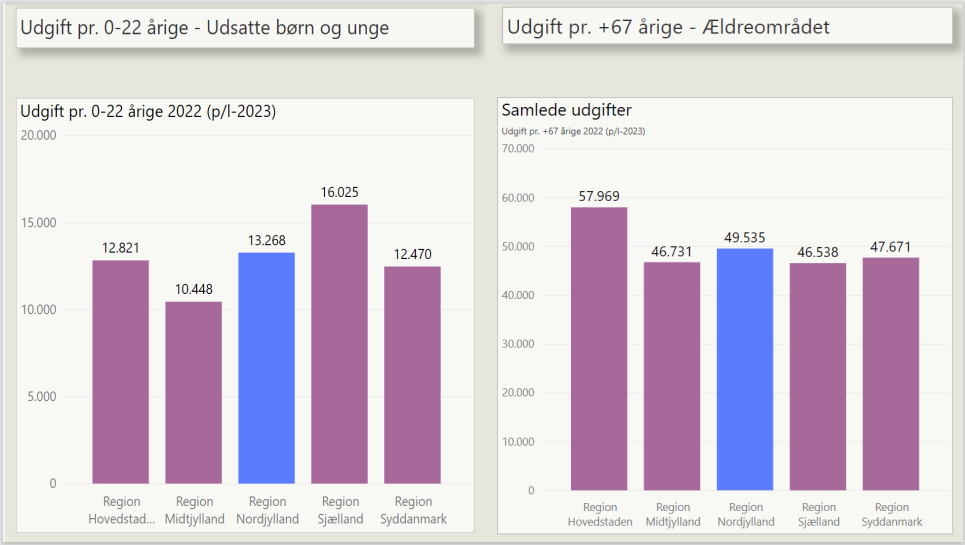 Udgift pr. 0-22 årige - Udsatte børn og unge
Udgift pr. +67 årige - Ældreområdet
Udgift pr. 0-22 årige 2022 (p/l-2023)
20.000
15.000
10.000
5.000
0
12.821
10.448
13.268
16.025
12.470
Region
Hovedstad...
Region
Midtjylland
Region
Nordjylland
Region
Sjælland
Region
Syddanmark
Samlede udgifter
Udgift pr. +67 årige 2022 (p/l-2023)
70.000
60.000
50.000
40.000
30.000
20.000
10.000
0
57.969
46.731
49.535
46.538
47.671
Region
Hovedstaden
Region
Midtjylland
Region
Nordjylland
Region
Sjælland
Region
Syddanmark